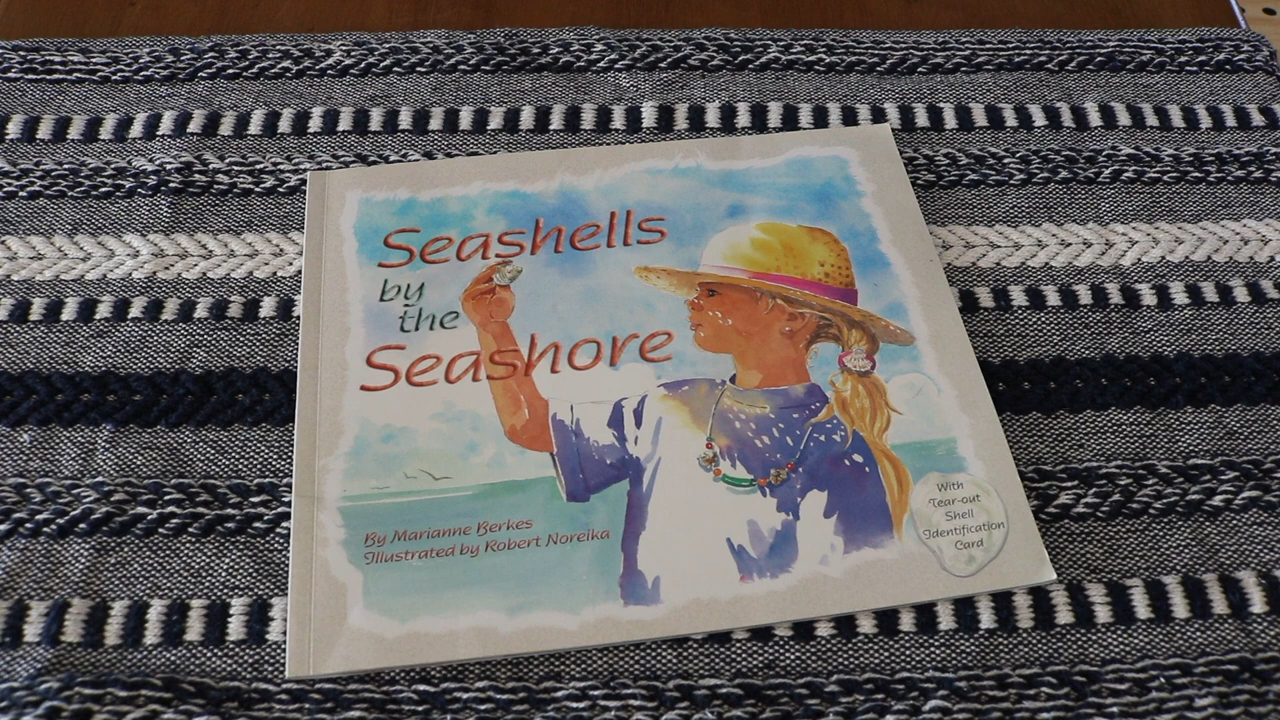 Seashells
by
the
Seashore
By Marianne Berkes
Illustrated by Robert Noreika
With
Tear-out
Shell
Identification
Card